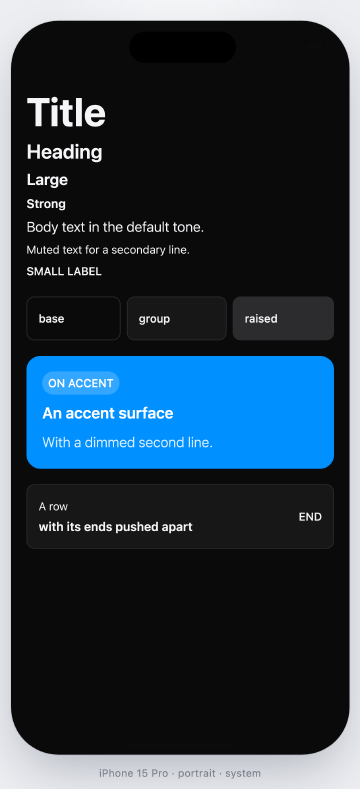 Title
Heading
Large
Strong
Body text in the default tone.
Muted text for a secondary line.
SMALL LABEL
base
group
raised
ON ACCENT
An accent surface
With a dimmed second line.
A row
with its ends pushed apart
END
iPhone 15 Pro · portrait · system